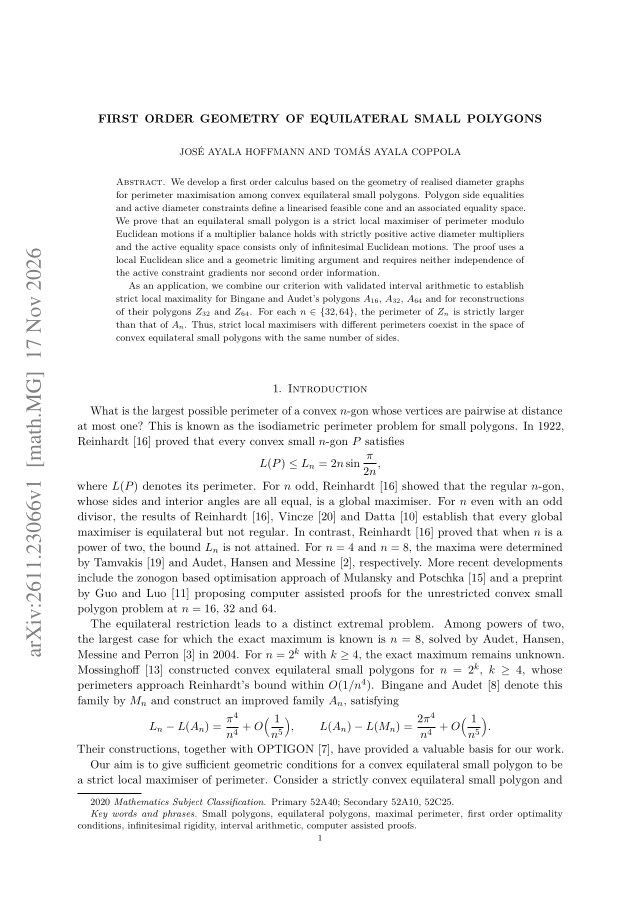 FIRST ORDER GEOMETRY OF EQUILATERAL SMALL POLYGONS
JOSÉ AYALA HOFFMANN AND TOMÁS AYALA COPPOLA
ABSTRACT. We develop a first order calculus based on the geometry of realised diameter graphs
for perimeter maximisation among convex equilateral small polygons. Polygon side equalities
and active diameter constraints define a linearised feasible cone and an associated equality space.
We prove that an equilateral small polygon is a strict local maximiser of perimeter modulo
Euclidean motions if a multiplier balance holds with strictly positive active diameter multipliers
and the active equality space consists only of infinitesimal Euclidean motions. The proof uses a
local Euclidean slice and a geometric limiting argument and requires neither independence of
the active constraint gradients nor second order information.
As an application, we combine our criterion with validated interval arithmetic to establish
strict local maximality for Bingane and Audet's polygons A₁₆, A₃₂, A₆₄ and for reconstructions
of their polygons Z₃₂ and Z₆₄. For each n ∈ {32, 64}, the perimeter of Zₙ is strictly larger
than that of Aₙ. Thus, strict local maximisers with different perimeters coexist in the space of
convex equilateral small polygons with the same number of sides.
1. INTRODUCTION
What is the largest possible perimeter of a convex n-gon whose vertices are pairwise at distance
at most one? This is known as the isodiametric perimeter problem for small polygons. In 1922,
Reinhardt [16] proved that every convex small n-gon P satisfies
L(P) ≤ Lₙ = 2n sin π/2n,
where L(P) denotes its perimeter. For n odd, Reinhardt [16] showed that the regular n-gon,
whose sides and interior angles are all equal, is a global maximiser. For n even with an odd
divisor, the results of Reinhardt [16], Vincze [20] and Datta [10] establish that every global
maximiser is equilateral but not regular. In contrast, Reinhardt [16] proved that when n is a
power of two, the bound Lₙ is not attained. For n = 4 and n = 8, the maxima were determined
by Tamvakis [19] and Audet, Hansen and Messine [2], respectively. More recent developments
include the zonogon based optimisation approach of Mulansky and Potschka [15] and a preprint
by Guo and Luo [11] proposing computer assisted proofs for the unrestricted convex small
polygon problem at n = 16, 32 and 64.
The equilateral restriction leads to a distinct extremal problem. Among powers of two,
the largest case for which the exact maximum is known is n = 8, solved by Audet, Hansen,
Messine and Perron [3] in 2004. For n = 2ᵏ with k ≥ 4, the exact maximum remains unknown.
Mossinghoff [13] constructed convex equilateral small polygons for n = 2ᵏ, k ≥ 4, whose
perimeters approach Reinhardt's bound within O(1/n⁴). Bingane and Audet [8] denote this
family by Mₙ and construct an improved family Aₙ, satisfying
Lₙ − L(Aₙ) = π⁴/n⁴ + O(1/n⁵), L(Aₙ) − L(Mₙ) = 2π⁴/n⁴ + O(1/n⁵).
Their constructions, together with OPTIGON [7], have provided a valuable basis for our work.
Our aim is to give sufficient geometric conditions for a convex equilateral small polygon to be
a strict local maximiser of perimeter. Consider a strictly convex equilateral small polygon and
2020 Mathematics Subject Classification. Primary 52A40; Secondary 52A10, 52C25.
Key words and phrases. Small polygons, equilateral polygons, maximal perimeter, first order optimality
conditions, infinitesimal rigidity, interval arithmetic, computer assisted proofs.
1
arXiv:2611.23066v1 [math.MG] 17 Nov 2026